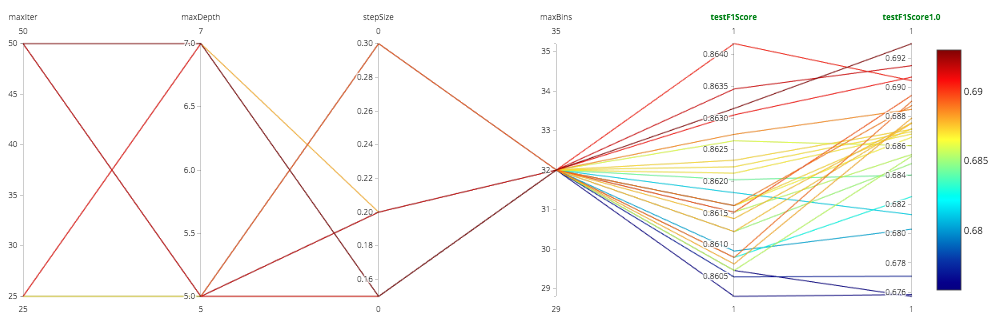 maxIter maxDepth stepSize maxBins testF1Score testF1Score1.0
50 7 0 35 1 1
50 7.0 0.30 35 0.8640 0.692
45 6.5 0.28 34 0.8635 0.690 0.69
40 6.0 0.26 33 0.8630 0.688
35 5.5 0.24 32 0.8625 0.686 0.685
30 5.0 0.22 31 0.8620 0.684
25 0.20 30 0.8615 0.682
0.18 29 0.8610 0.680 0.68
0.16 0.8605 0.678
0.676
25 5 0 29 1 1